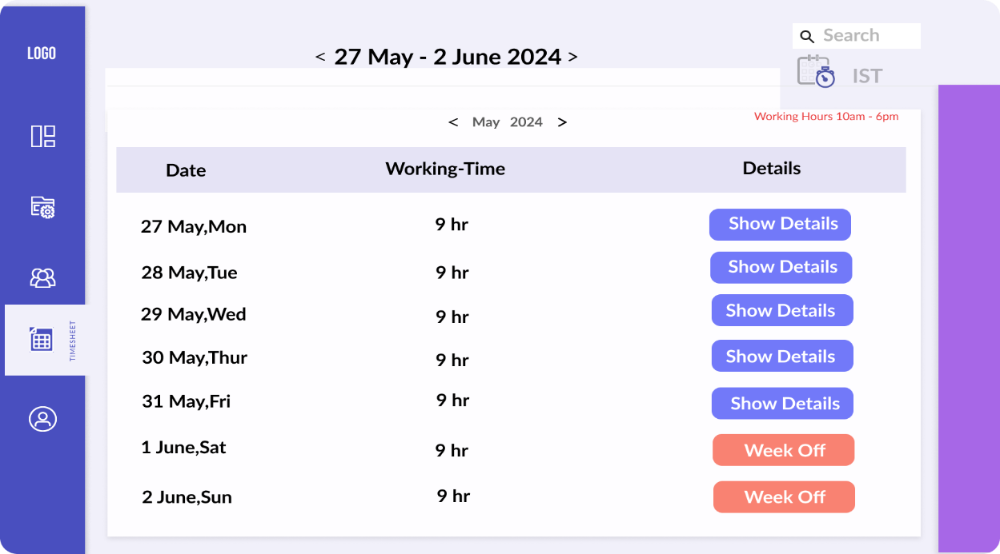 LOGO
Search
< 27 May - 2 June 2024 >
IST
Working Hours 10am - 6pm
< May 2024 >
Date Working-Time Details
27 May,Mon 9 hr Show Details
28 May,Tue 9 hr Show Details
29 May,Wed 9 hr Show Details
30 May,Thur 9 hr Show Details
TIMESHEET
31 May,Fri 9 hr Show Details
1 June,Sat 9 hr Week Off
2 June,Sun 9 hr Week Off